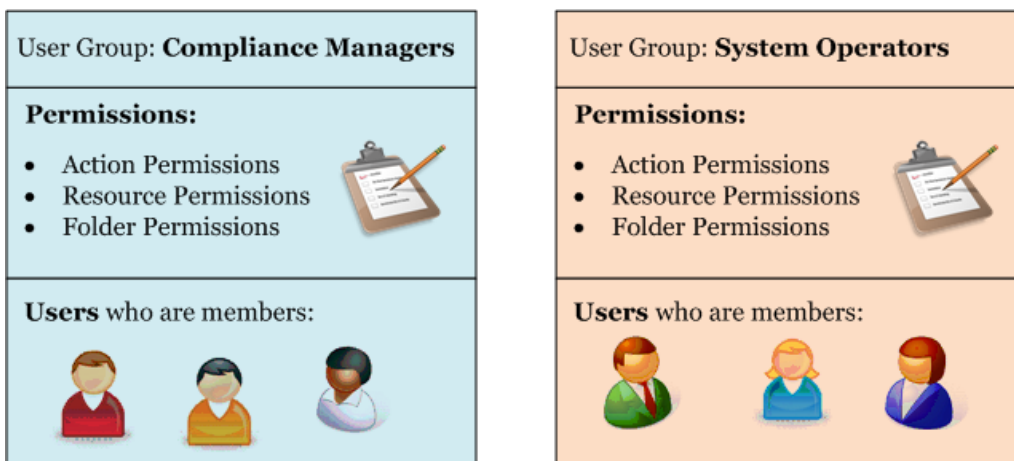 User Group: Compliance Managers
Permissions:
• Action Permissions
• Resource Permissions
• Folder Permissions
Users who are members:
User Group: System Operators
Permissions:
• Action Permissions
• Resource Permissions
• Folder Permissions
Users who are members: